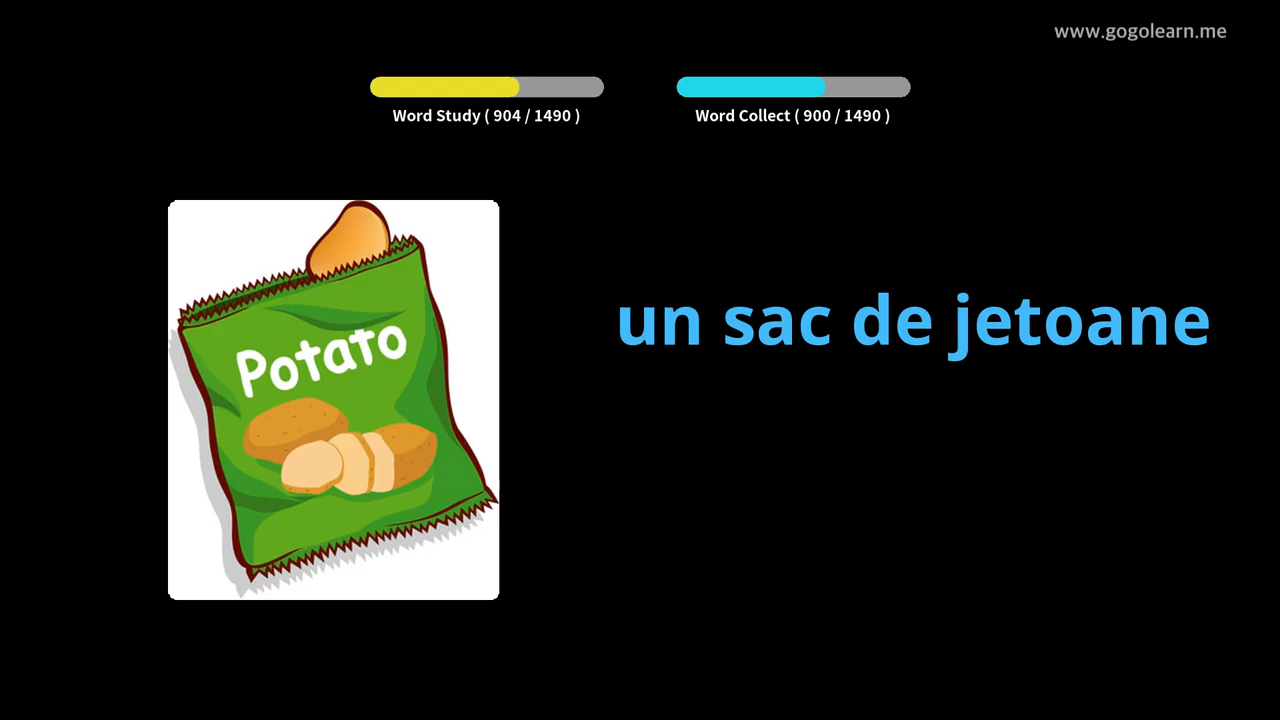 www.gogolearn.me
Word Study ( 904 / 1490 )
Word Collect ( 900 / 1490 )
Potato
un sac de jetoane